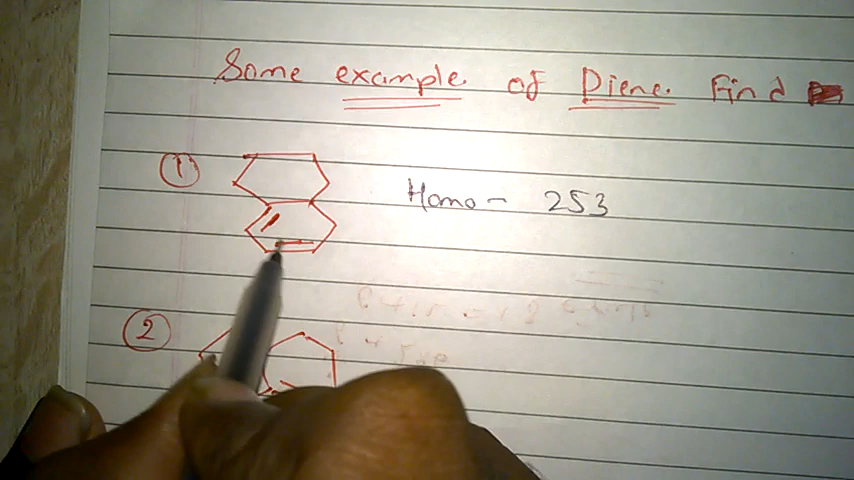 Some example of Diene. Find
① Homo - 253
②